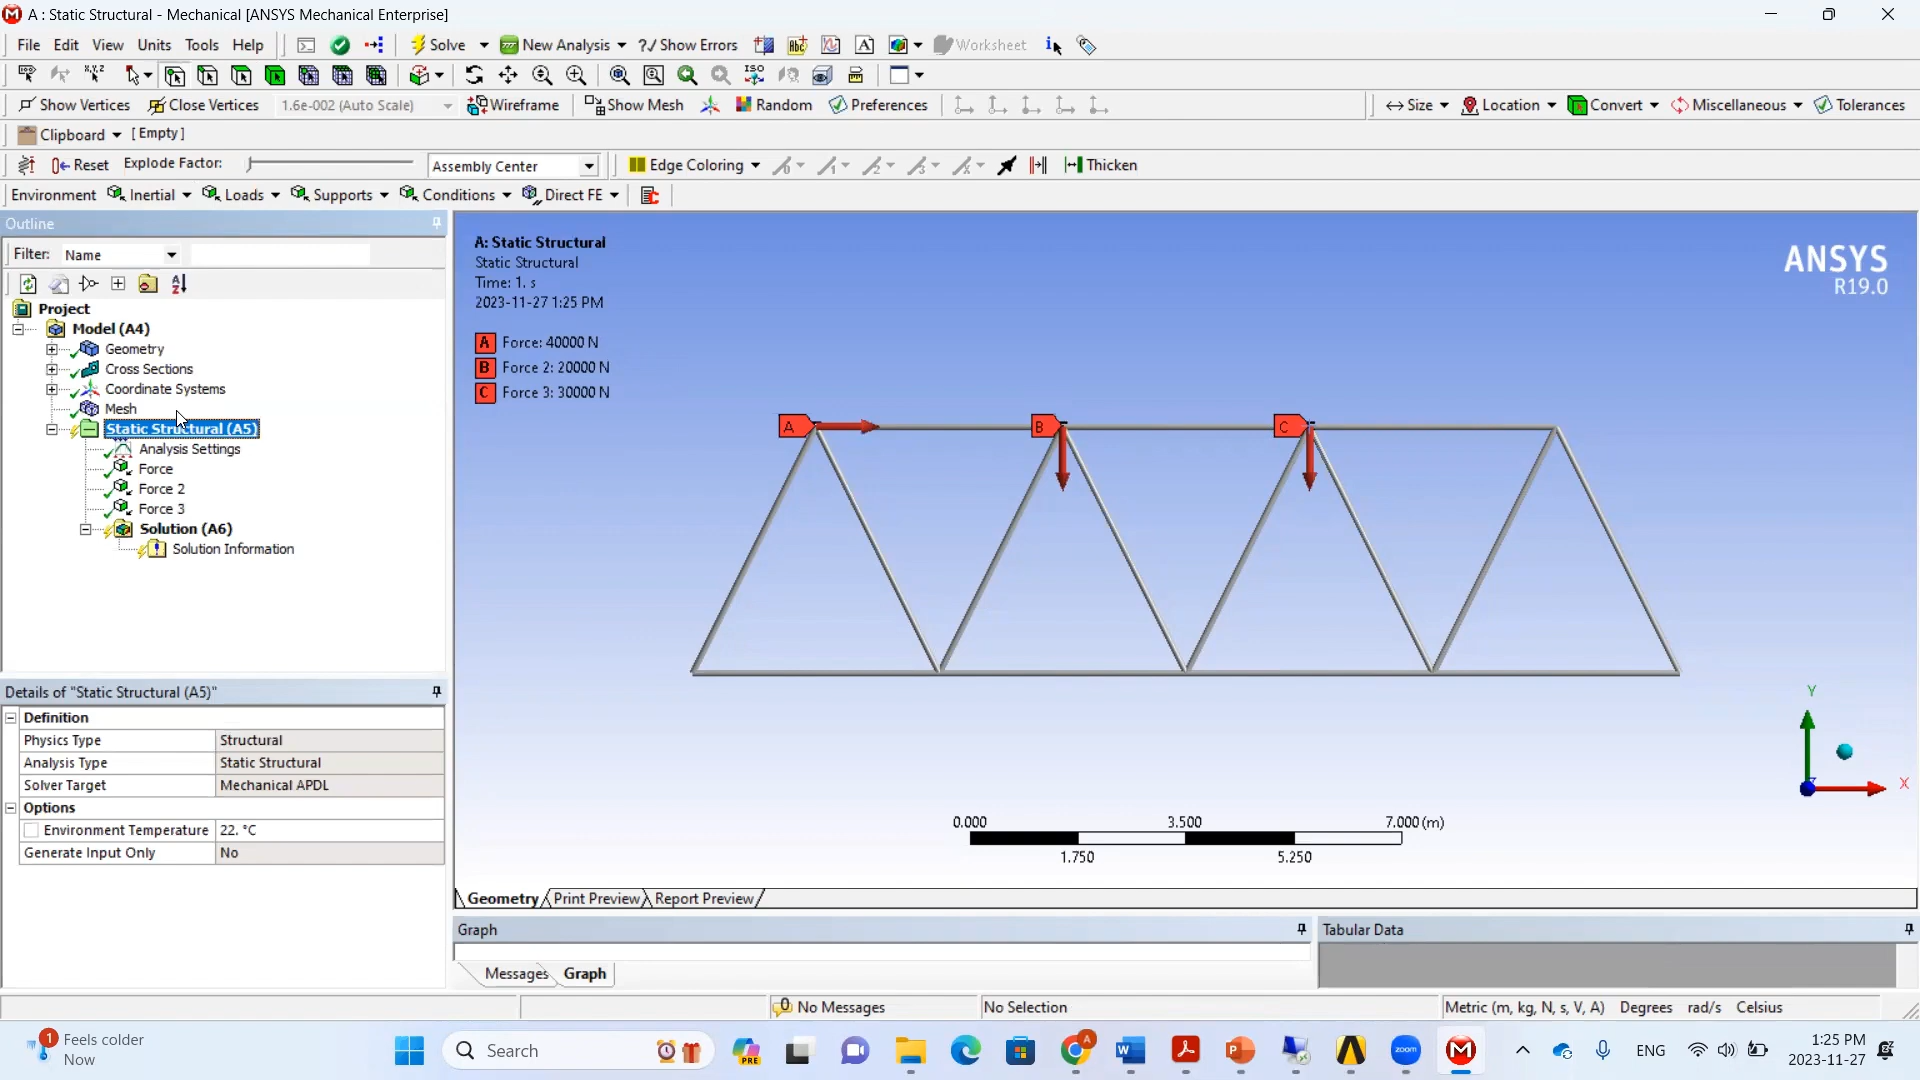 A : Static Structural - Mechanical [ANSYS Mechanical Enterprise]
File Edit View Units Tools Help Solve New Analysis ?/ Show Errors Abc A Worksheet i
X,Y,Z ISO
Show Vertices Close Vertices 1.6e-002 (Auto Scale) Wireframe Show Mesh Random Preferences Size Location Convert Miscellaneous Tolerances
Clipboard [ Empty ]
Reset Explode Factor: Assembly Center Edge Coloring Thicken
Environment Inertial Loads Supports Conditions Direct FE
Outline
Filter: Name
Project
Model (A4)
Geometry
Cross Sections
Coordinate Systems
Mesh
Static Structural (A5)
Analysis Settings
Force
Force 2
Force 3
Solution (A6)
Solution Information
Details of "Static Structural (A5)"
Definition
Physics Type Structural
Analysis Type Static Structural
Solver Target Mechanical APDL
Options
Environment Temperature 22. °C
Generate Input Only No
A: Static Structural
Static Structural
Time: 1. s
2023-11-27 1:25 PM
A Force: 40000 N
B Force 2: 20000 N
C Force 3: 30000 N
ANSYS
R19.0
A B C
Y
X
0.000 3.500 7.000 (m)
1.750 5.250
Geometry Print Preview Report Preview
Graph
Messages Graph
Tabular Data
No Messages No Selection Metric (m, kg, N, s, V, A) Degrees rad/s Celsius
1 Feels colder
Now
Search
PRE
A
W
P
zoom
M
ENG
1:25 PM
2023-11-27